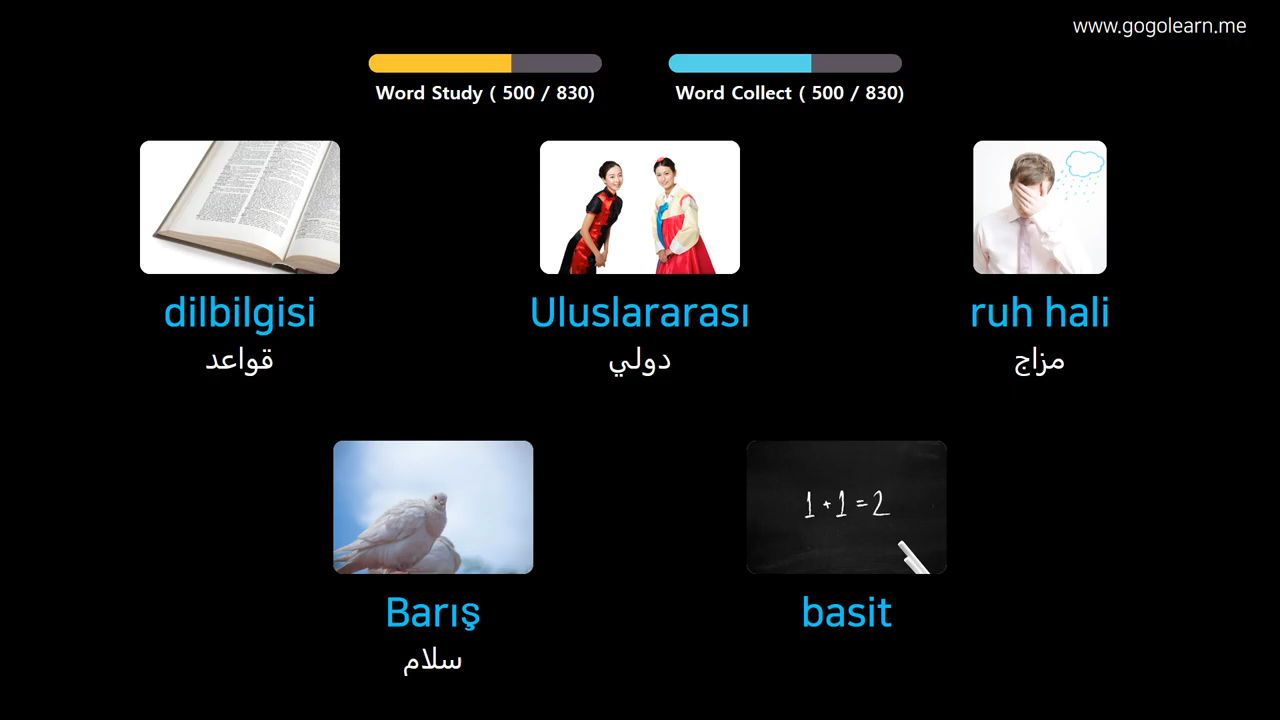 www.gogolearn.me
Word Study ( 500 / 830)
Word Collect ( 500 / 830)
dilbilgisi
قواعد
Uluslararası
دولي
ruh hali
مزاج
1+1=2
Barış
سلام
basit